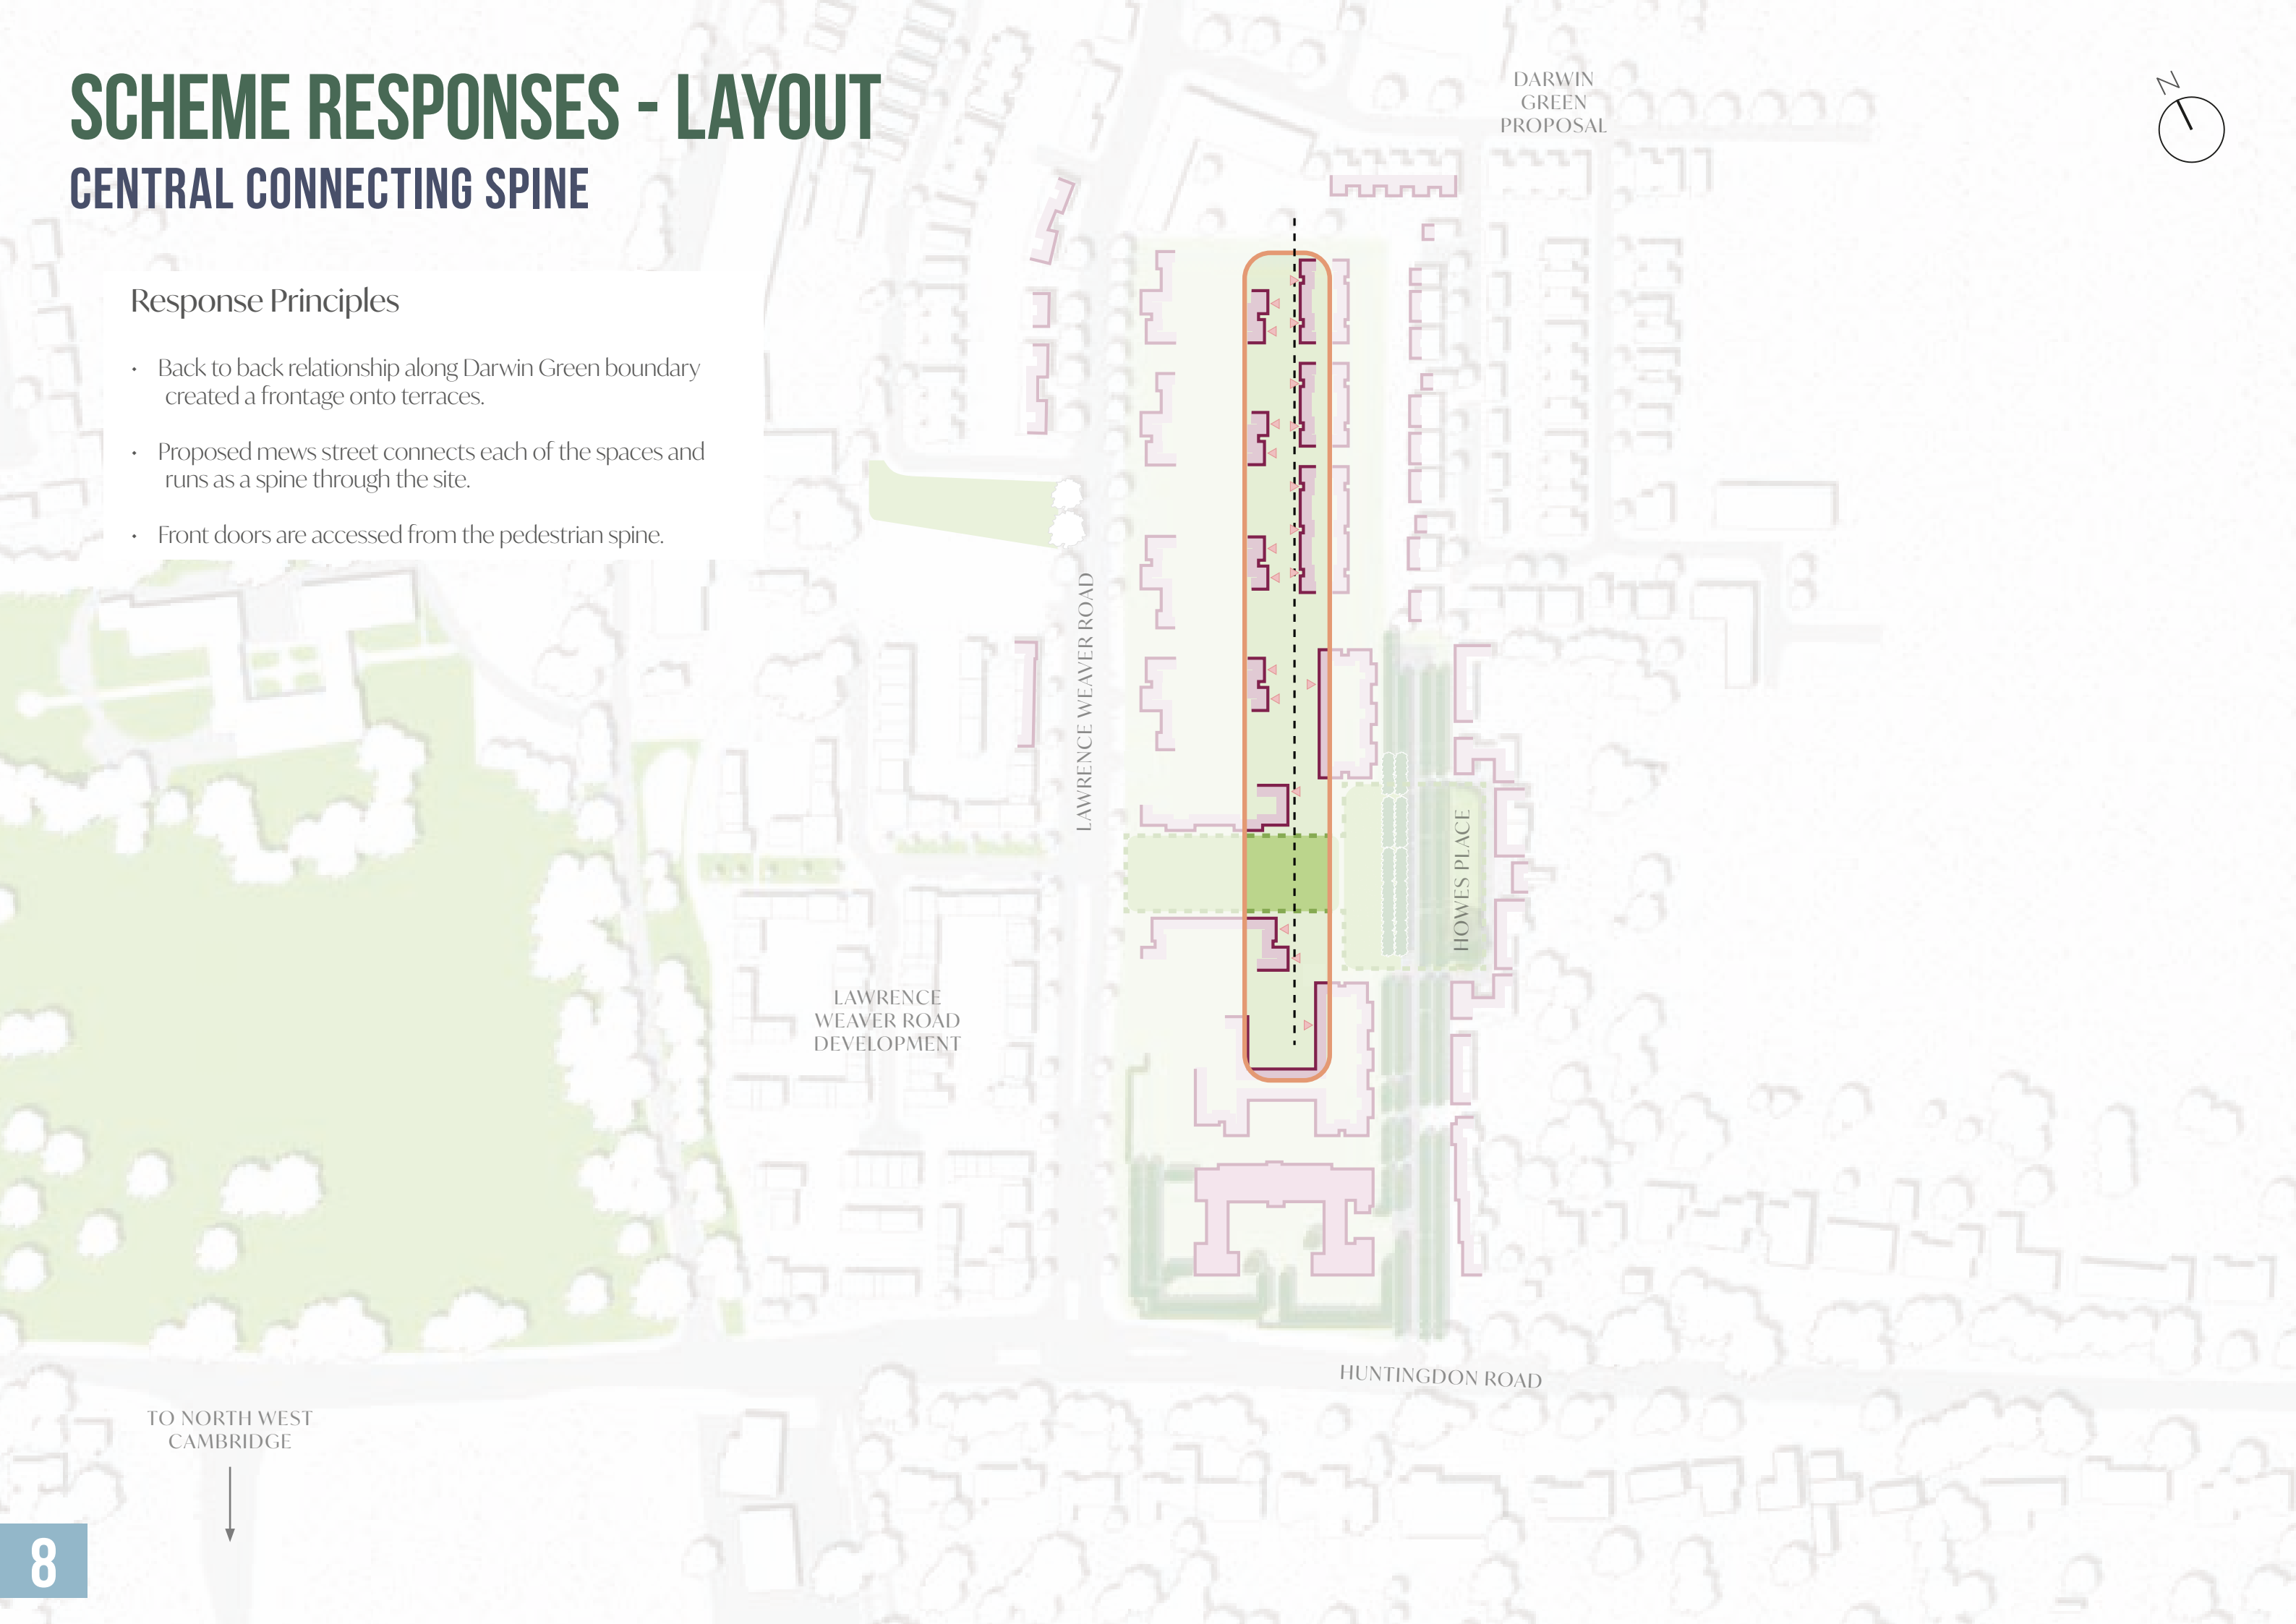 SCHEME RESPONSES - LAYOUT
CENTRAL CONNECTING SPINE
Response Principles
• Back to back relationship along Darwin Green boundary
created a frontage onto terraces.
• Proposed mews street connects each of the spaces and
runs as a spine through the site.
• Front doors are accessed from the pedestrian spine.
DARWIN
GREEN
PROPOSAL
N
LAWRENCE WEAVER ROAD
HOWES PLACE
LAWRENCE
WEAVER ROAD
DEVELOPMENT
HUNTINGDON ROAD
TO NORTH WEST
CAMBRIDGE
8